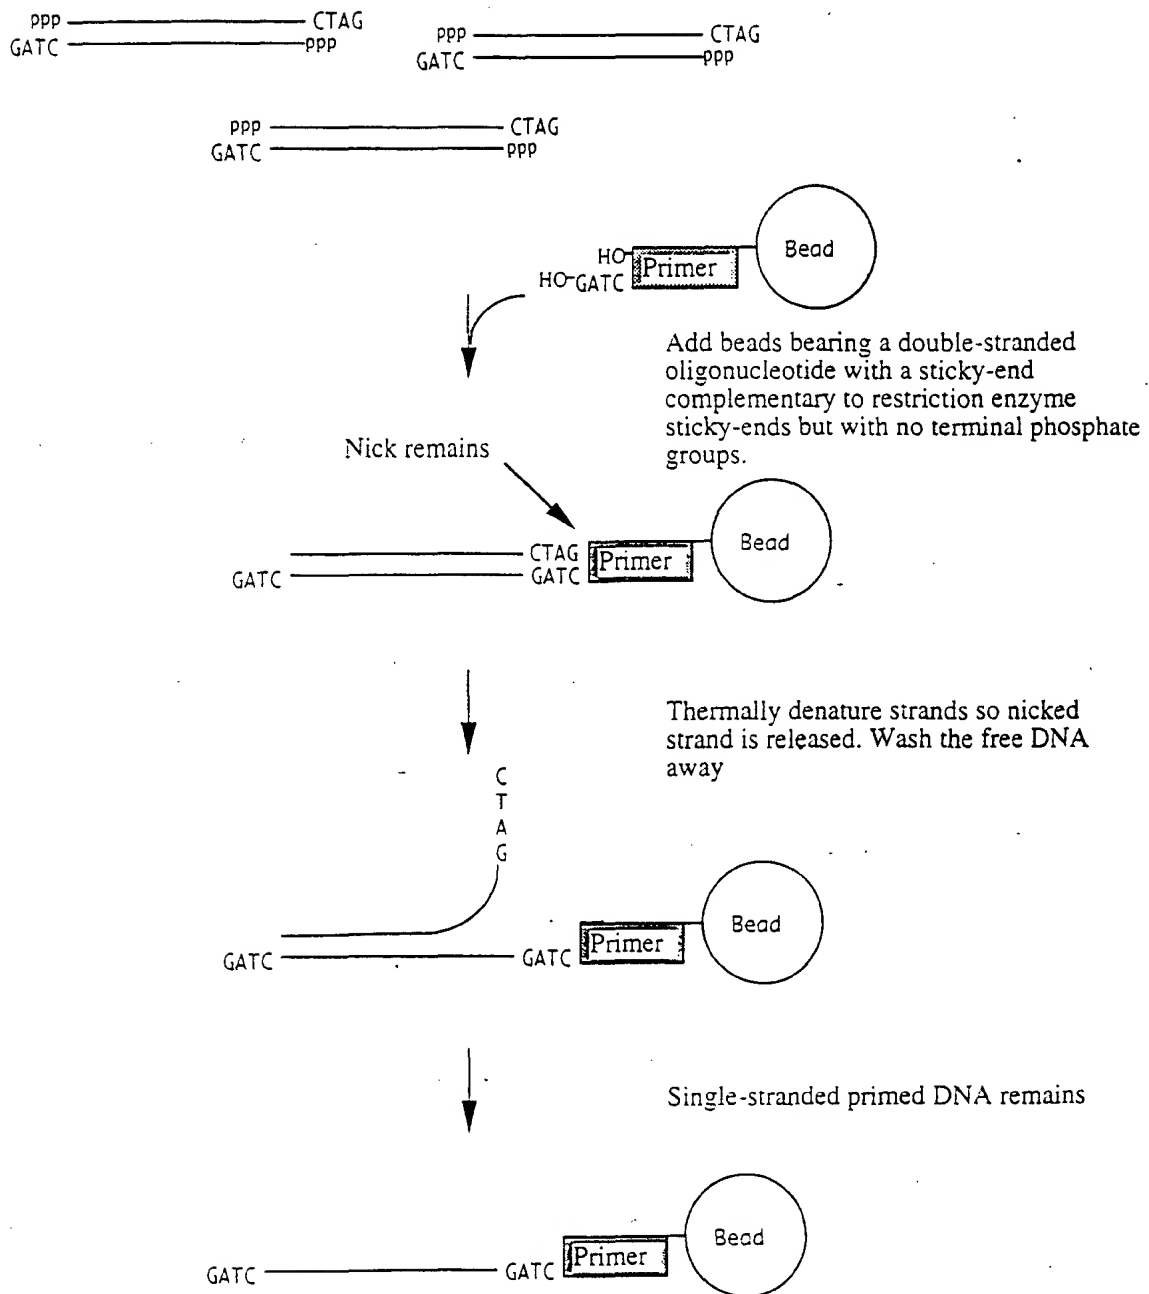 ppp CTAG
GATC ppp
ppp CTAG
GATC ppp
ppp CTAG
GATC ppp
HO
Primer
Bead
HO-GATC
Add beads bearing a double-stranded
oligonucleotide with a sticky-end
complementary to restriction enzyme
sticky-ends but with no terminal phosphate
groups.
Nick remains
CTAG
Primer
Bead
GATC GATC
Thermally denature strands so nicked
strand is released. Wash the free DNA
away
C
T
A
G
Bead
Primer
GATC GATC
Single-stranded primed DNA remains
Bead
Primer
GATC GATC